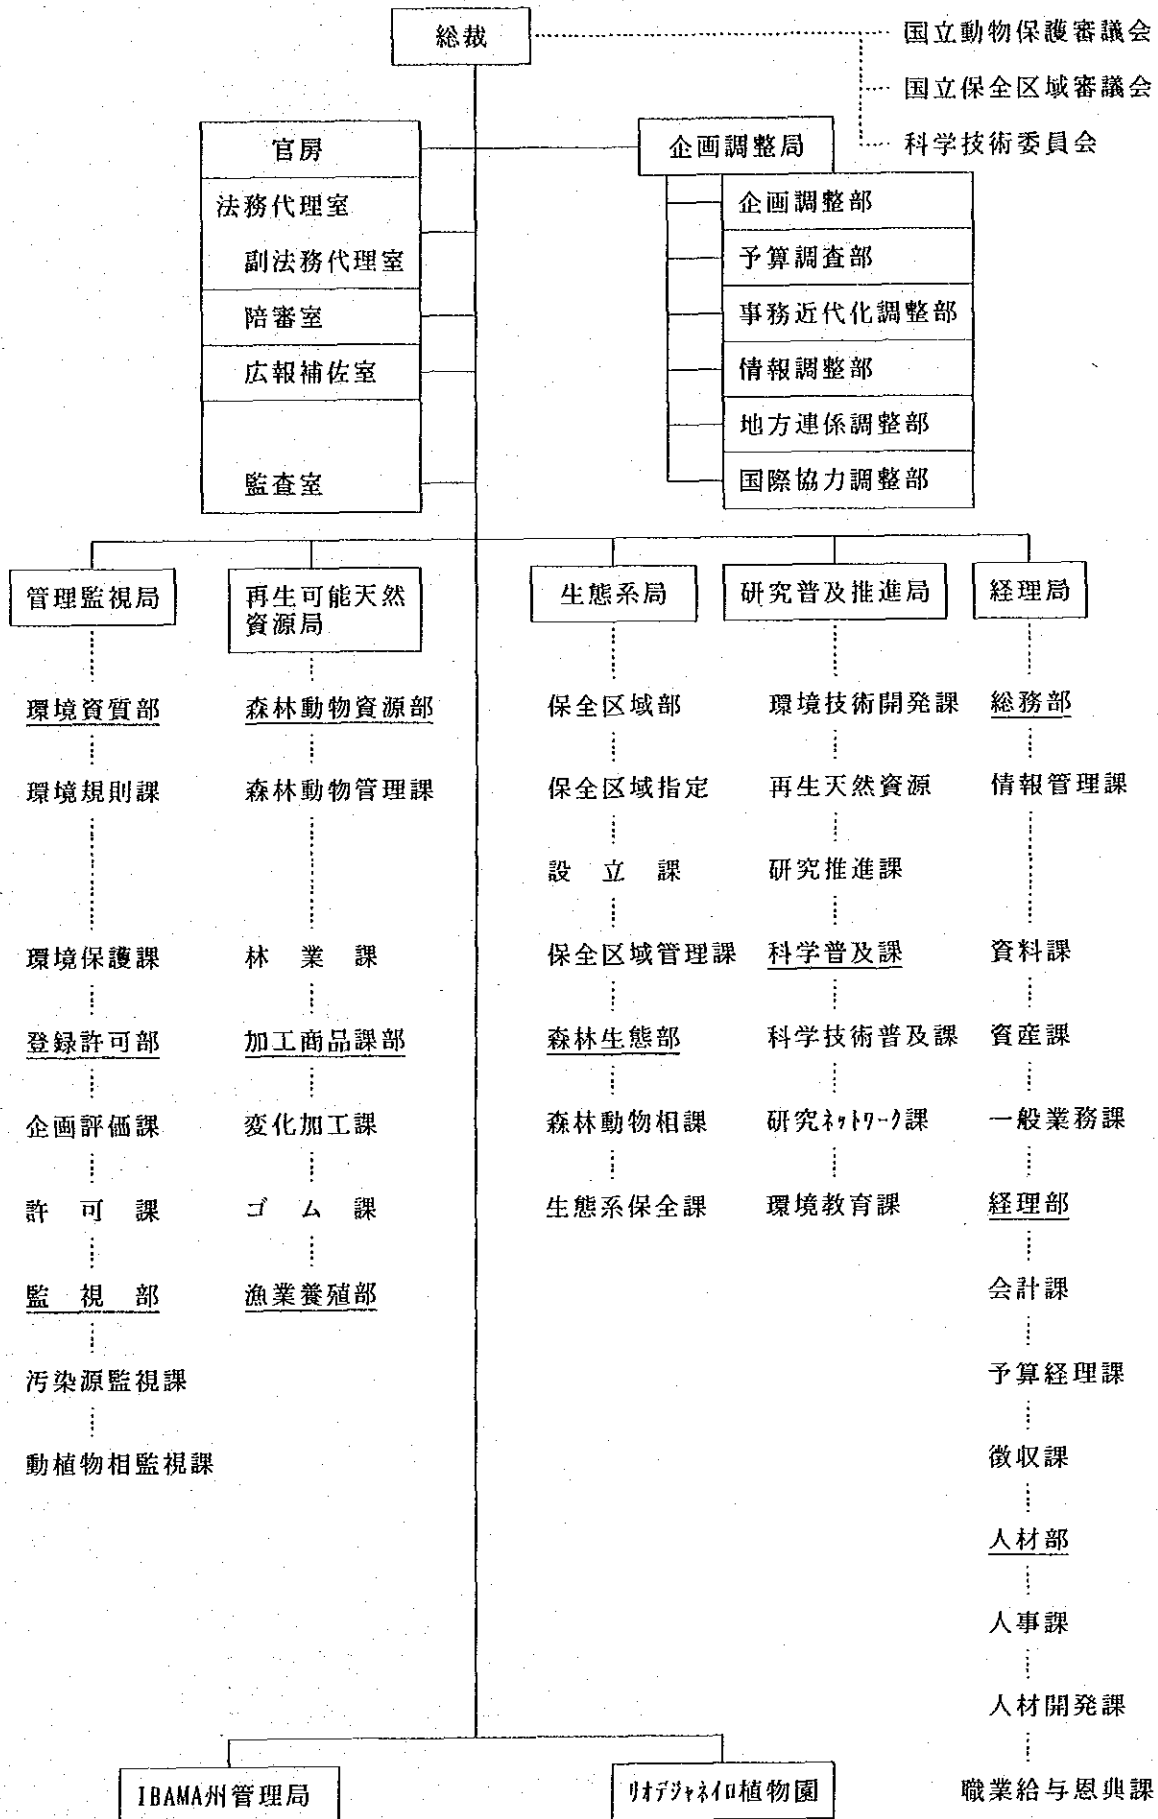 総裁
国立動物保護審議会
国立保全区域審議会
科学技術委員会
官房
法務代理室
副法務代理室
陪審室
広報補佐室
監査室
企画調整局
企画調整部
予算調査部
事務近代化調整部
情報調整部
地方連係調整部
国際協力調整部
管理監視局
環境資質部
環境規則課
環境保護課
登録許可部
企画評価課
許可課
監視部
汚染源監視課
動植物相監視課
再生可能天然
資源局
森林動物資源部
森林動物管理課
林業課
加工商品課部
変化加工課
ゴム課
漁業養殖部
生態系局
保全区域部
保全区域指定
設立課
保全区域管理課
森林生態部
森林動物相課
生態系保全課
研究普及推進局
環境技術開発課
再生天然資源
研究推進課
科学普及課
科学技術普及課
研究ネットワーク課
環境教育課
経理局
総務部
情報管理課
資料課
資産課
一般業務課
経理部
会計課
予算経理課
徴収課
人材部
人事課
人材開発課
職業給与恩典課
IBAMA州管理局
リオデジャネイロ植物園